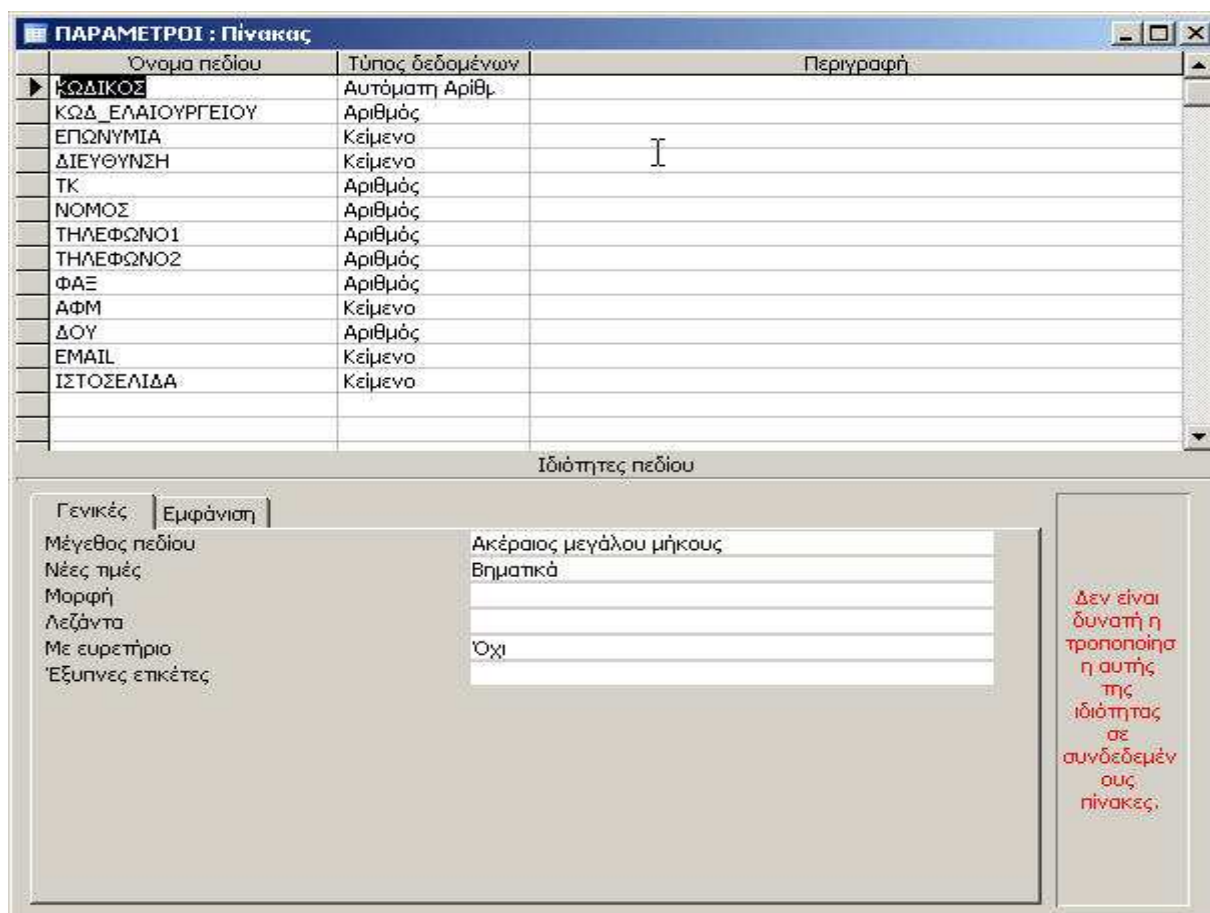 ΠΑΡΑΜΕΤΡΟΙ : Πίνακας
Όνομα πεδίου Τύπος δεδομένων Περιγραφή
ΚΩΔΙΚΟΣ Αυτόματη Αρίθμ
ΚΩΔ_ΕΛΑΙΟΥΡΓΕΙΟΥ Αριθμός
ΕΠΩΝΥΜΙΑ Κείμενο
ΔΙΕΥΘΥΝΣΗ Κείμενο
ΤΚ Αριθμός
ΝΟΜΟΣ Αριθμός
ΤΗΛΕΦΩΝΟ1 Αριθμός
ΤΗΛΕΦΩΝΟ2 Αριθμός
ΦΑΞ Αριθμός
ΑΦΜ Κείμενο
ΔΟΥ Αριθμός
EMAIL Κείμενο
ΙΣΤΟΣΕΛΙΔΑ Κείμενο
Ιδιότητες πεδίου
Γενικές Εμφάνιση
Μέγεθος πεδίου Ακέραιος μεγάλου μήκους
Νέες τιμές Βηματικά
Μορφή
Λεζάντα
Με ευρετήριο Όχι
Έξυπνες ετικέτες
Δεν είναι
δυνατή η
τροποποίησ
η αυτής
της
ιδιότητας
σε
συνδεδεμέν
ους
πίνακες.